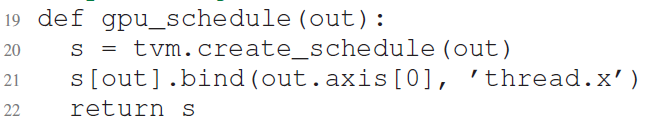 19 def gpu_schedule(out):
20   s = tvm.create_schedule(out)
21   s[out].bind(out.axis[0], 'thread.x')
22   return s